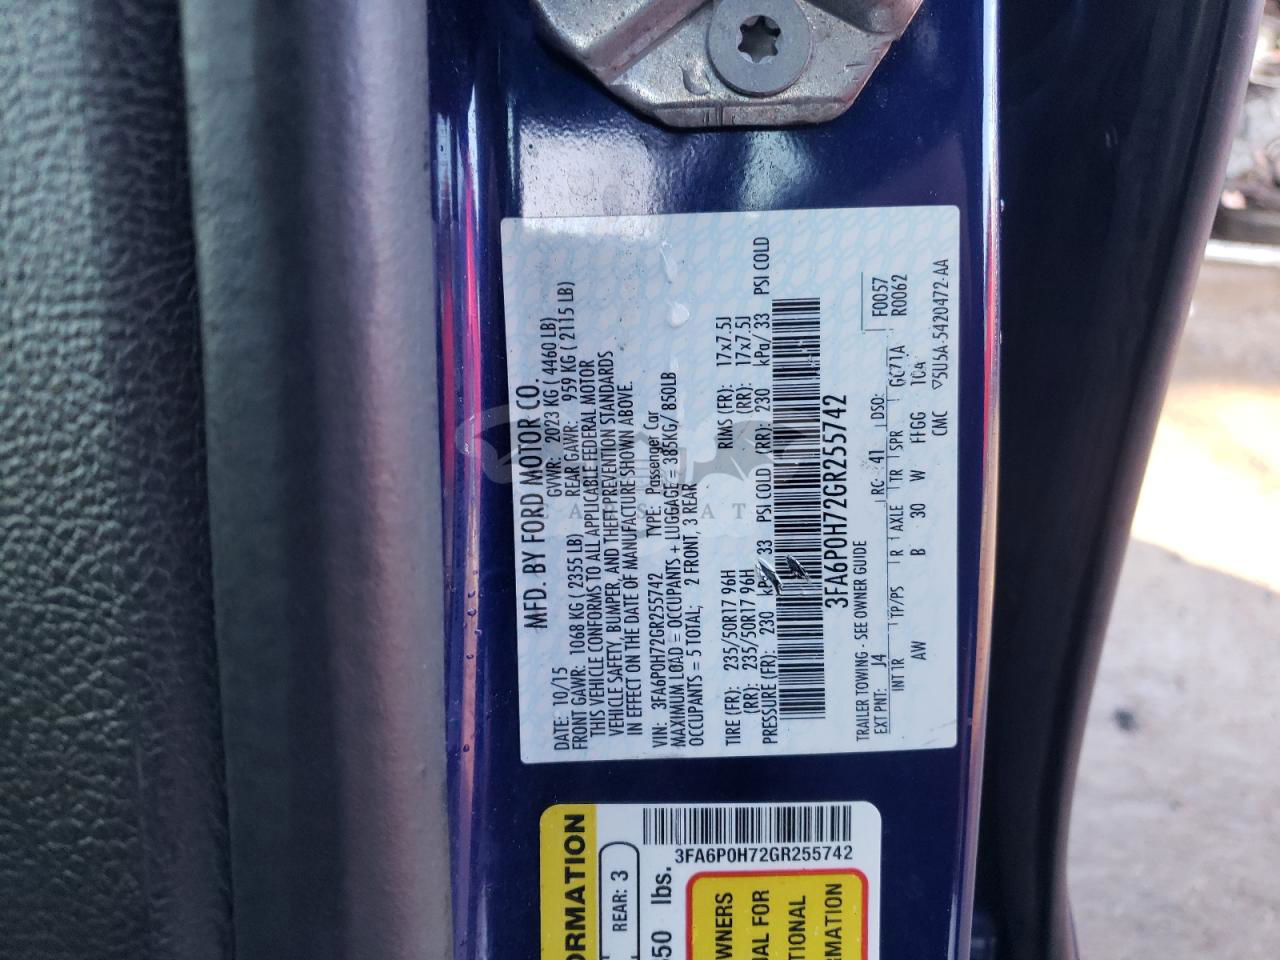 MFD. BY FORD MOTOR CO.
DATE: 10/15 GVWR: 2023 KG ( 4460 LB)
FRONT GAWR: 1068 KG ( 2355 LB) REAR GAWR: 959 KG ( 2115 LB)
THIS VEHICLE CONFORMS TO ALL APPLICABLE FEDERAL MOTOR
VEHICLE SAFETY, BUMPER, AND THEFT PREVENTION STANDARDS
IN EFFECT ON THE DATE OF MANUFACTURE SHOWN ABOVE.
VIN: 3FA6P0H72GR255742 TYPE: Passenger Car
MAXIMUM LOAD = OCCUPANTS + LUGGAGE = 385KG/ 850LB
OCCUPANTS = 5 TOTAL; 2 FRONT, 3 REAR
TIRE (FR): 235/50R17 96H RIMS (FR): 17x7.5J
(RR): 235/50R17 96H (RR): 17x7.5J
PRESSURE (FR): 230 kPa/33 PSI COLD (RR): 230 kPa/ 33 PSI COLD
3FA6P0H72GR255742
TRAILER TOWING - SEE OWNER GUIDE
EXT PNT: J4 RC: 41 DSO: F0057
INT TR TP/PS R AXLE TR SPR GC71A R0062
AW B 30 W FFGG
CMC ▽5U5A-5420472-AA
3FA6P0H72GR255742
ORMATION
REAR: 3
lbs.
WNERS
FOR
TIONAL
RMATION